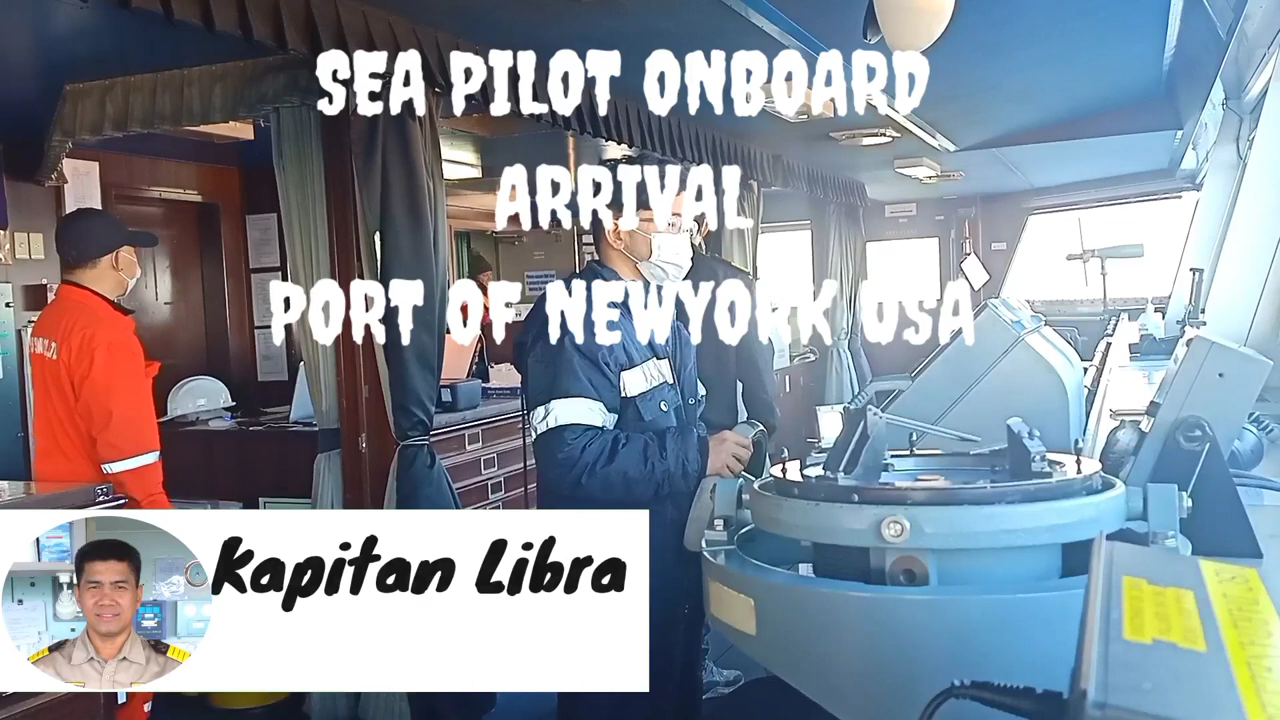 SEA PILOT ONBOARD
ARRIVAL
PORT OF NEWYORK USA
Kapitan Libra